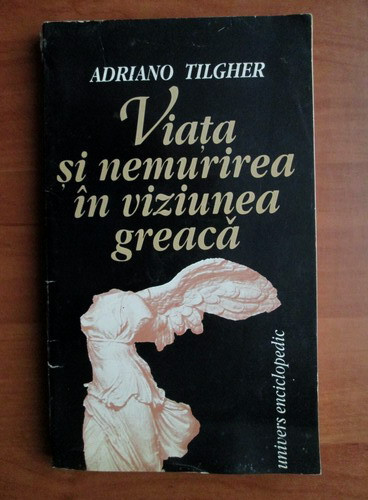 ADRIANO TILGHER
Viața
și nemurirea
în viziunea
greacă
univers enciclopedic